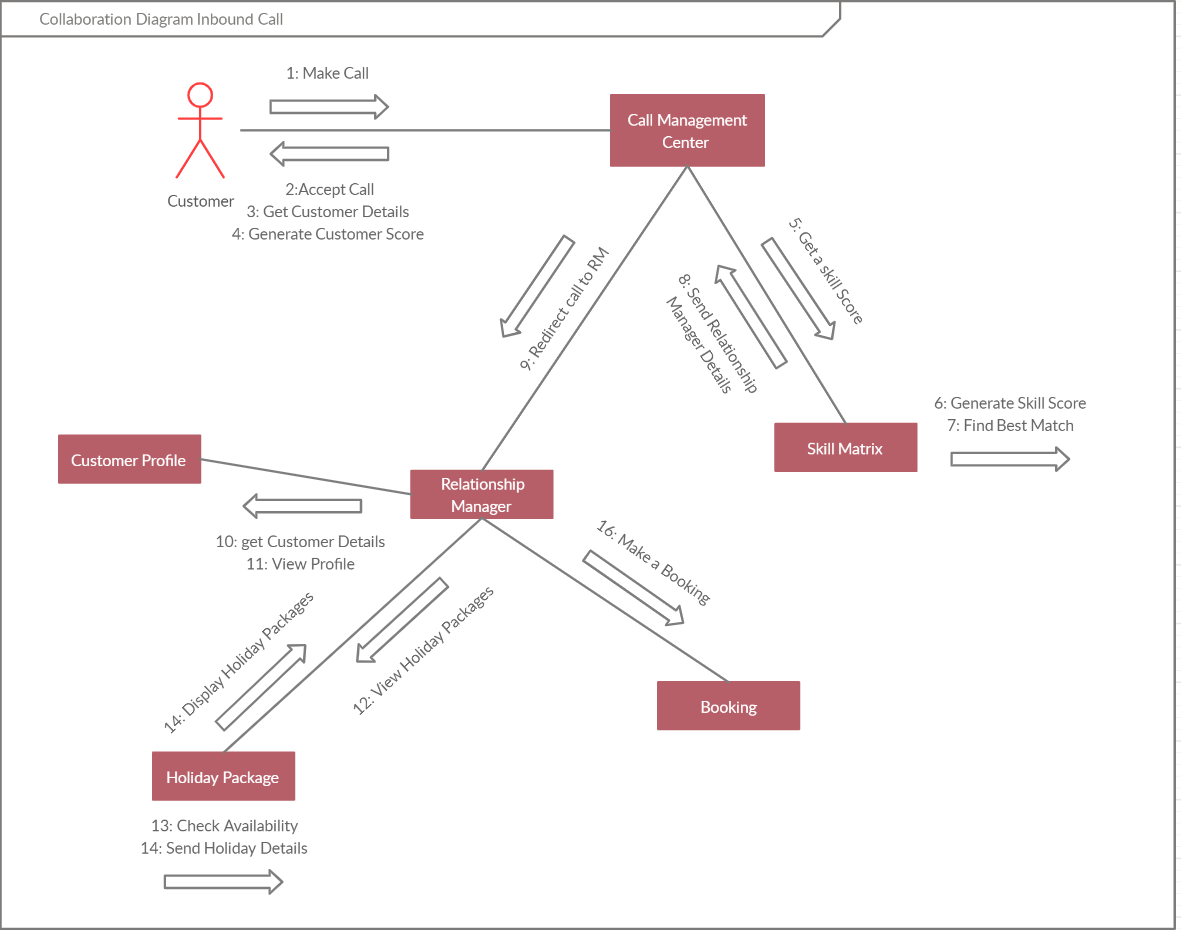 Collaboration Diagram Inbound Call
1: Make Call
Call Management
Center
Customer
2:Accept Call
3: Get Customer Details
4: Generate Customer Score
5: Get a skill Score
8: Send Relationship
Manager Details
9: Redirect call to RM
6: Generate Skill Score
7: Find Best Match
Skill Matrix
Customer Profile
Relationship
Manager
10: get Customer Details
11: View Profile
16: Make a Booking
14: Display Holiday Packages
12: View Holiday Packages
Booking
Holiday Package
13: Check Availability
14: Send Holiday Details